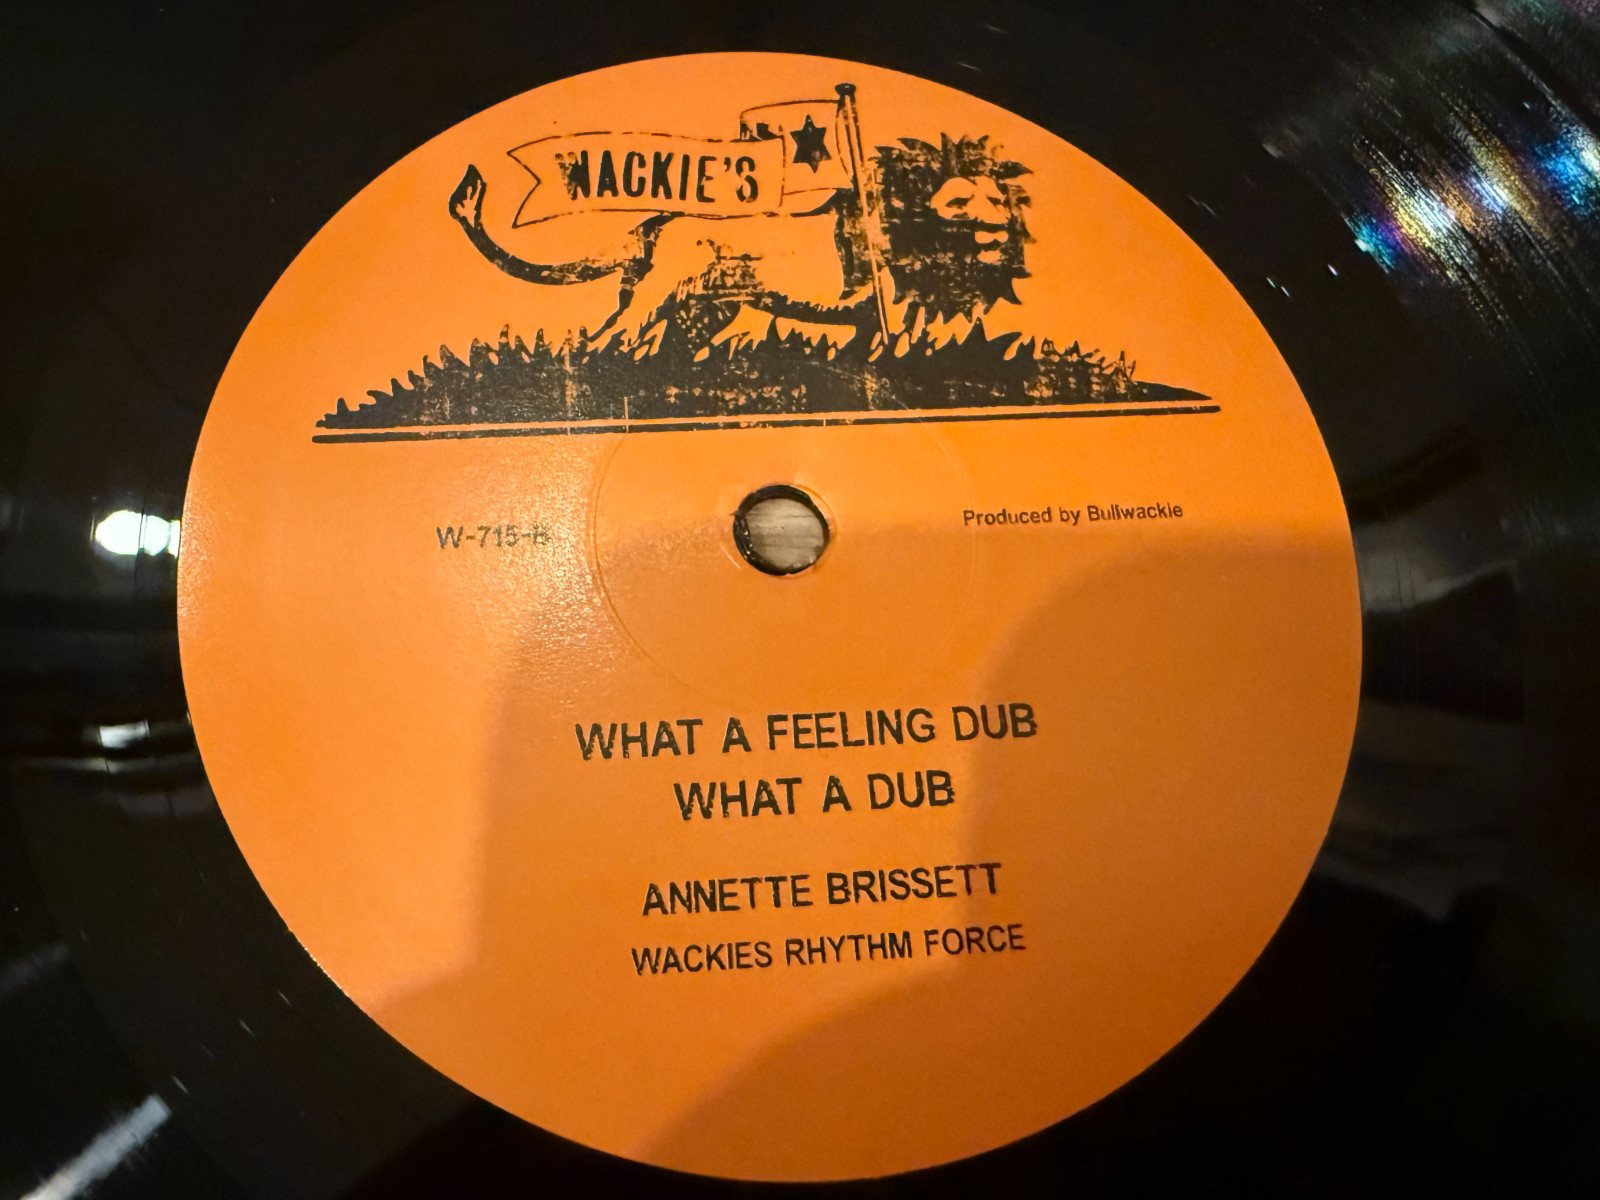 WACKIE'S
W-715-B
Produced by Bullwackie
WHAT A FEELING DUB
WHAT A DUB
ANNETTE BRISSETT
WACKIES RHYTHM FORCE